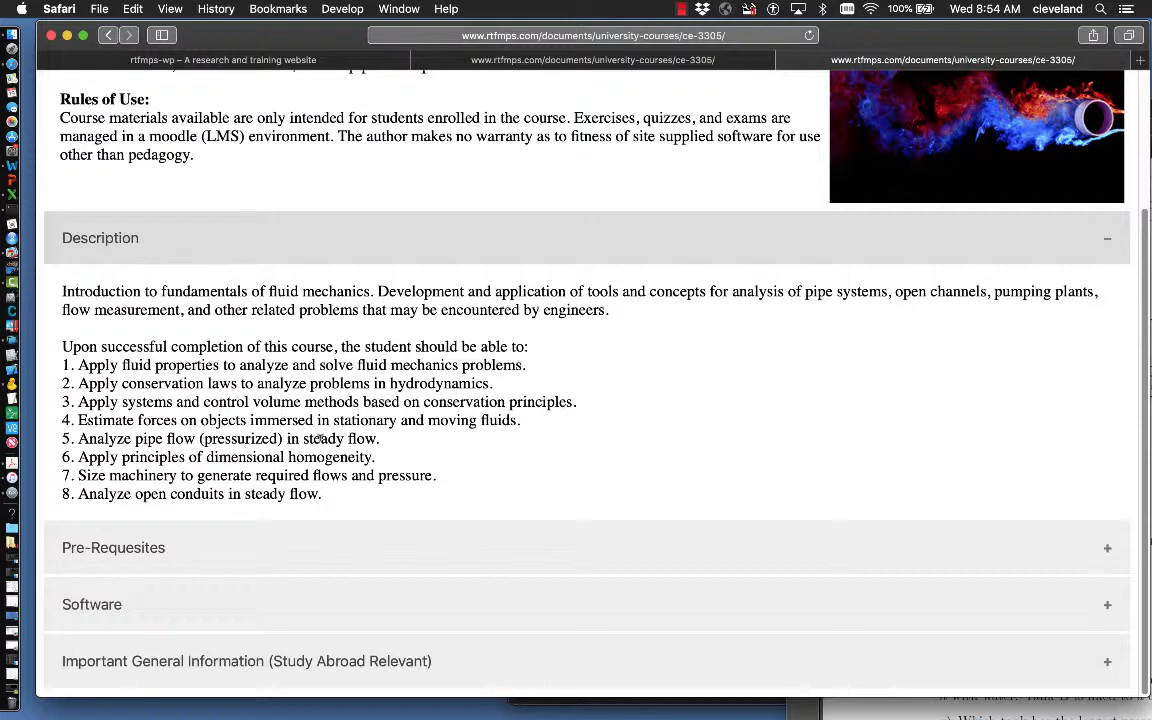 Safari File Edit View History Bookmarks Develop Window Help 100% Wed 8:54 AM cleveland
www.rtfmps.com/documents/university-courses/ce-3305/
rtfmps-wp – A research and training website www.rtfmps.com/documents/university-courses/ce-3305/ www.rtfmps.com/documents/university-courses/ce-3305/
Rules of Use:
Course materials available are only intended for students enrolled in the course. Exercises, quizzes, and exams are
managed in a moodle (LMS) environment. The author makes no warranty as to fitness of site supplied software for use
other than pedagogy.
Description
Introduction to fundamentals of fluid mechanics. Development and application of tools and concepts for analysis of pipe systems, open channels, pumping plants,
flow measurement, and other related problems that may be encountered by engineers.
Upon successful completion of this course, the student should be able to:
1. Apply fluid properties to analyze and solve fluid mechanics problems.
2. Apply conservation laws to analyze problems in hydrodynamics.
3. Apply systems and control volume methods based on conservation principles.
4. Estimate forces on objects immersed in stationary and moving fluids.
5. Analyze pipe flow (pressurized) in steady flow.
6. Apply principles of dimensional homogeneity.
7. Size machinery to generate required flows and pressure.
8. Analyze open conduits in steady flow.
Pre-Requesites
Software
Important General Information (Study Abroad Relevant)